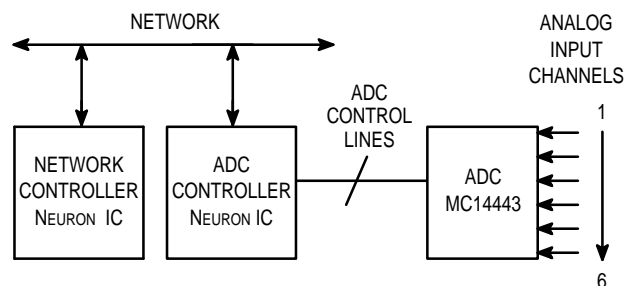 NETWORK
ANALOG
INPUT
CHANNELS
ADC
CONTROL
LINES
1
NETWORK
CONTROLLER
NEURON IC
ADC
CONTROLLER
NEURON IC
ADC
MC14443
6